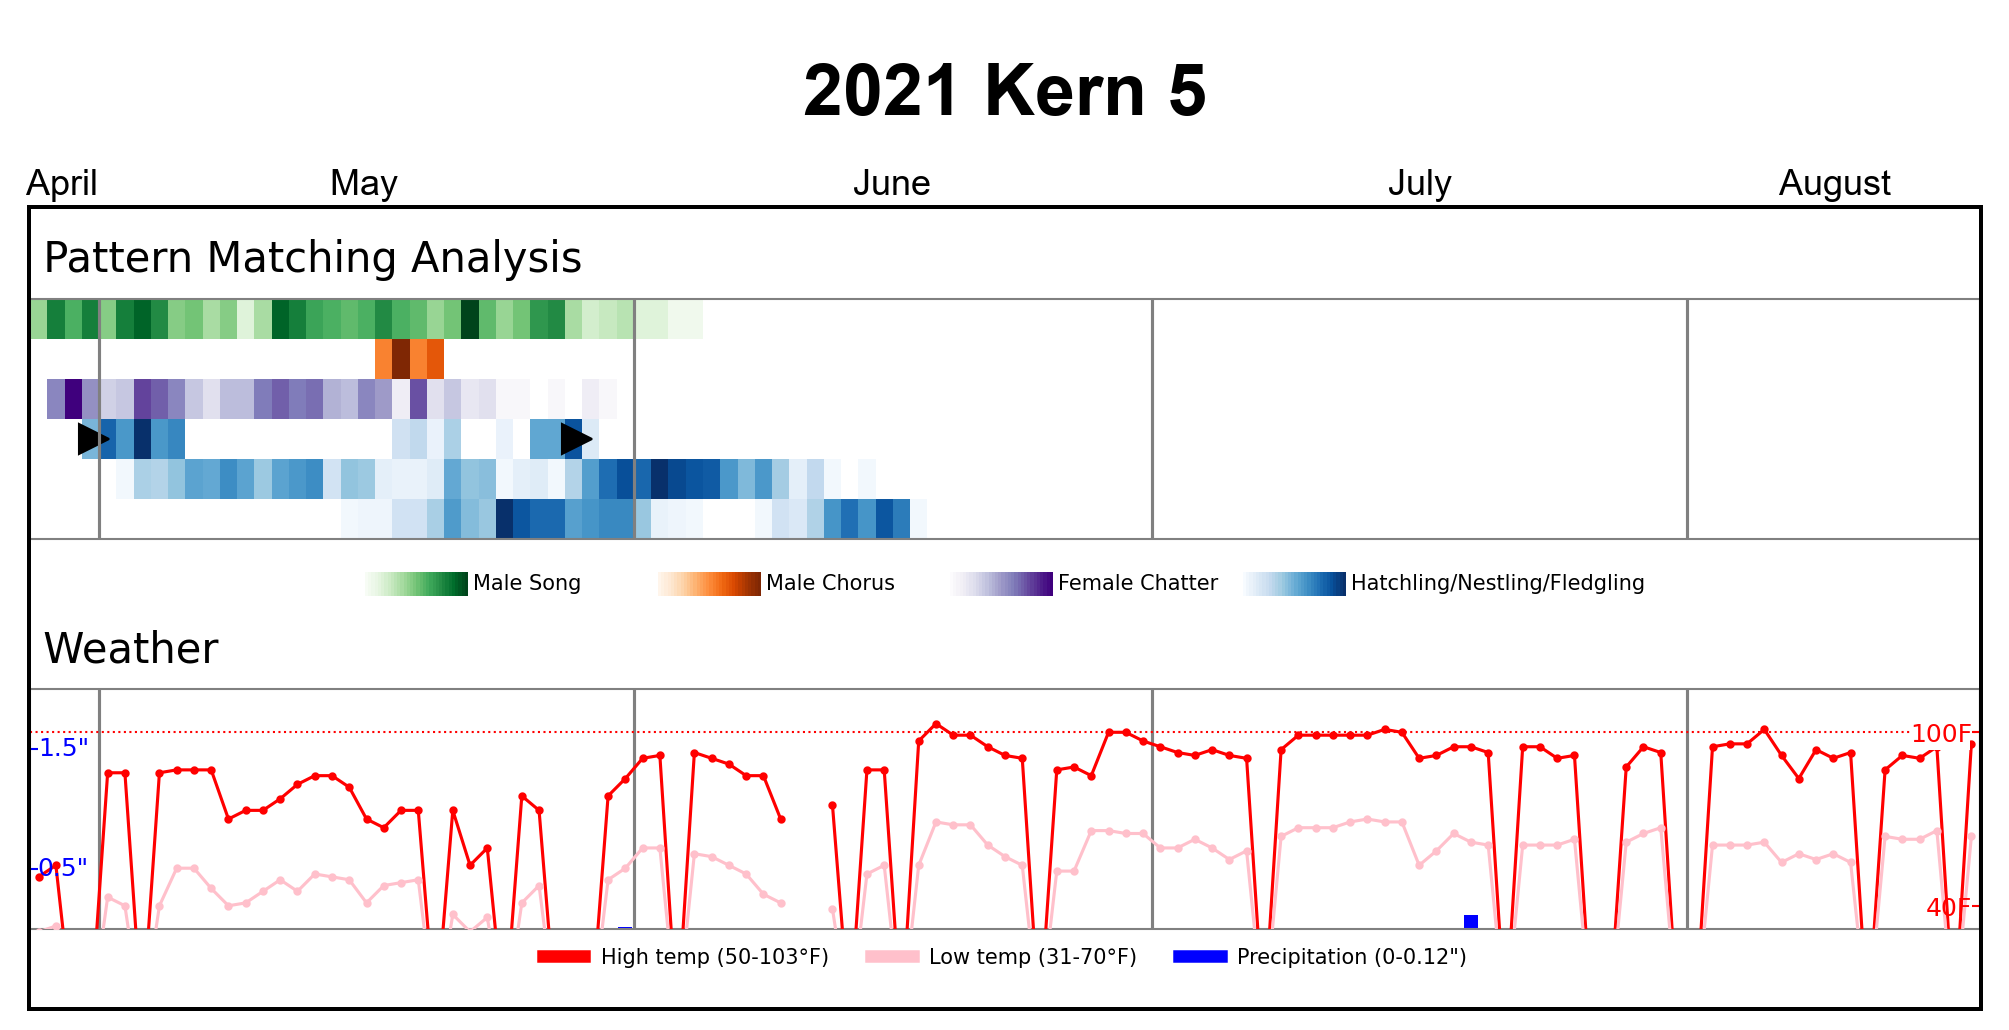 2021 Kern 5
April May June July August
Pattern Matching Analysis
Male Song Male Chorus Female Chatter Hatchling/Nestling/Fledgling
Weather
100F
1.5"
0.5"
40F
High temp (50-103°F) Low temp (31-70°F) Precipitation (0-0.12")